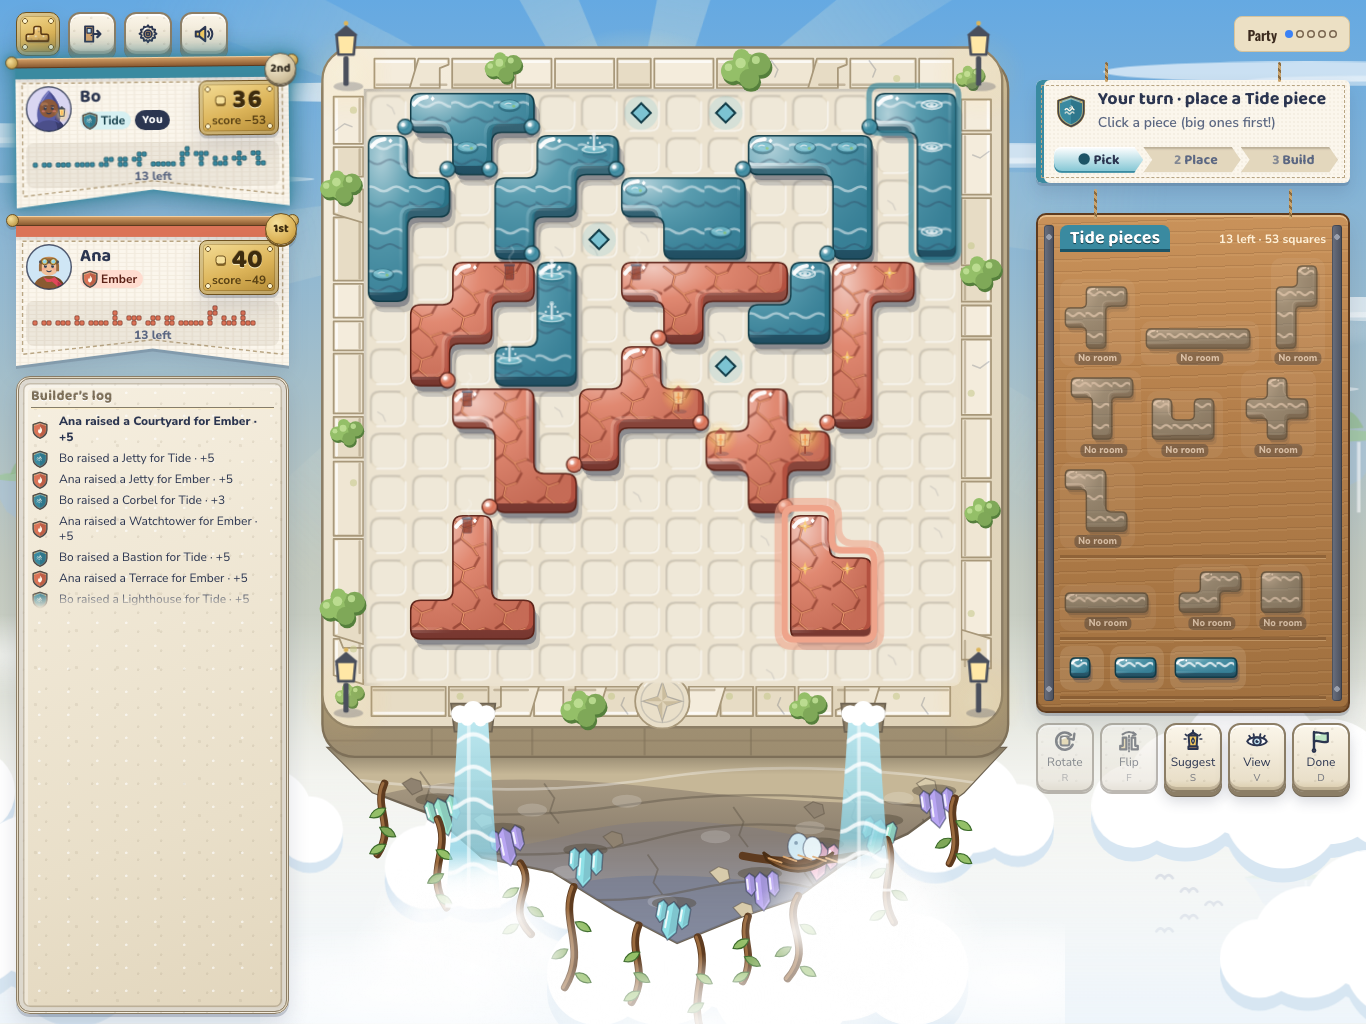 2nd
Bo
Tide
You
36
score −53
13 left
1st
Ana
Ember
40
score −49
13 left
Builder's log
Ana raised a Courtyard for Ember ·
+5
Bo raised a Jetty for Tide · +5
Ana raised a Jetty for Ember · +5
Bo raised a Corbel for Tide · +3
Ana raised a Watchtower for Ember ·
+5
Bo raised a Bastion for Tide · +5
Ana raised a Terrace for Ember · +5
Bo raised a Lighthouse for Tide · +5
Party
Your turn · place a Tide piece
Click a piece (big ones first!)
Pick
2 Place
3 Build
Tide pieces
13 left · 53 squares
No room
No room
No room
No room
No room
No room
No room
No room
No room
No room
Rotate
R
Flip
F
Suggest
S
View
V
Done
D